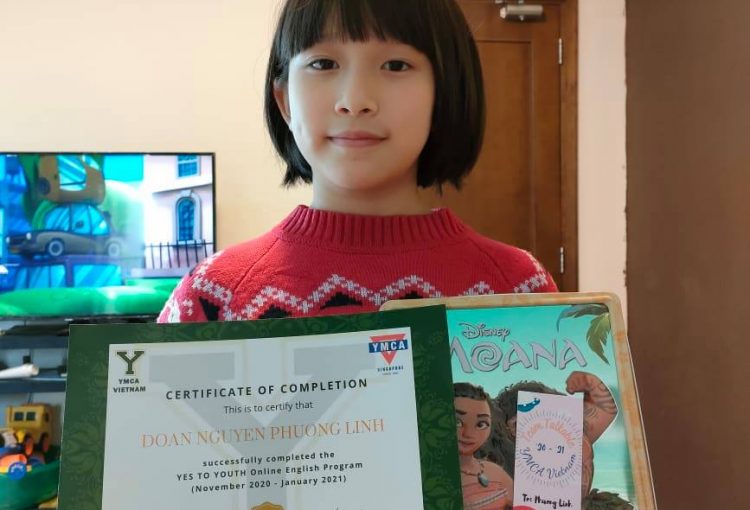 YMCA
VIETNAM
YMCA
SINGAPORE
CERTIFICATE OF COMPLETION
This is to certify that
DOAN NGUYEN PHUONG LINH
successfully completed the
YES TO YOUTH Online English Program
(November 2020 - January 2021)
Disney
MOANA
20 - 21
YMCA Vietnam
To: Phuong Linh